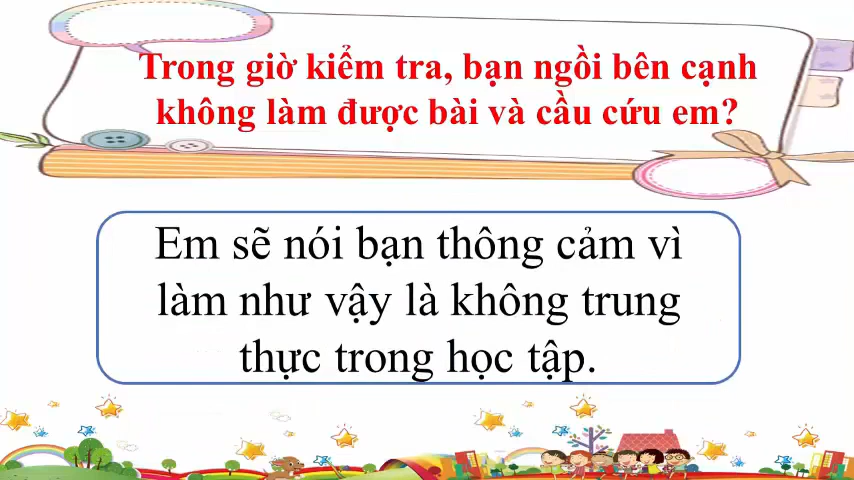 Trong giờ kiểm tra, bạn ngồi bên cạnh
không làm được bài và cầu cứu em?
Em sẽ nói bạn thông cảm vì
làm như vậy là không trung
thực trong học tập.